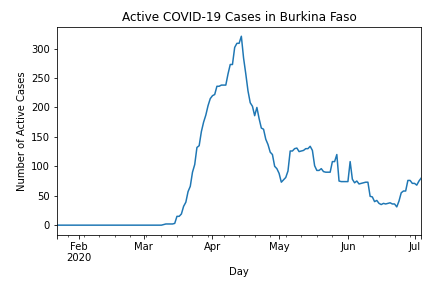 Active COVID-19 Cases in Burkina Faso
Number of Active Cases
300
250
200
150
100
50
0
Feb
2020
Mar
Apr
May
Jun
Jul
Day